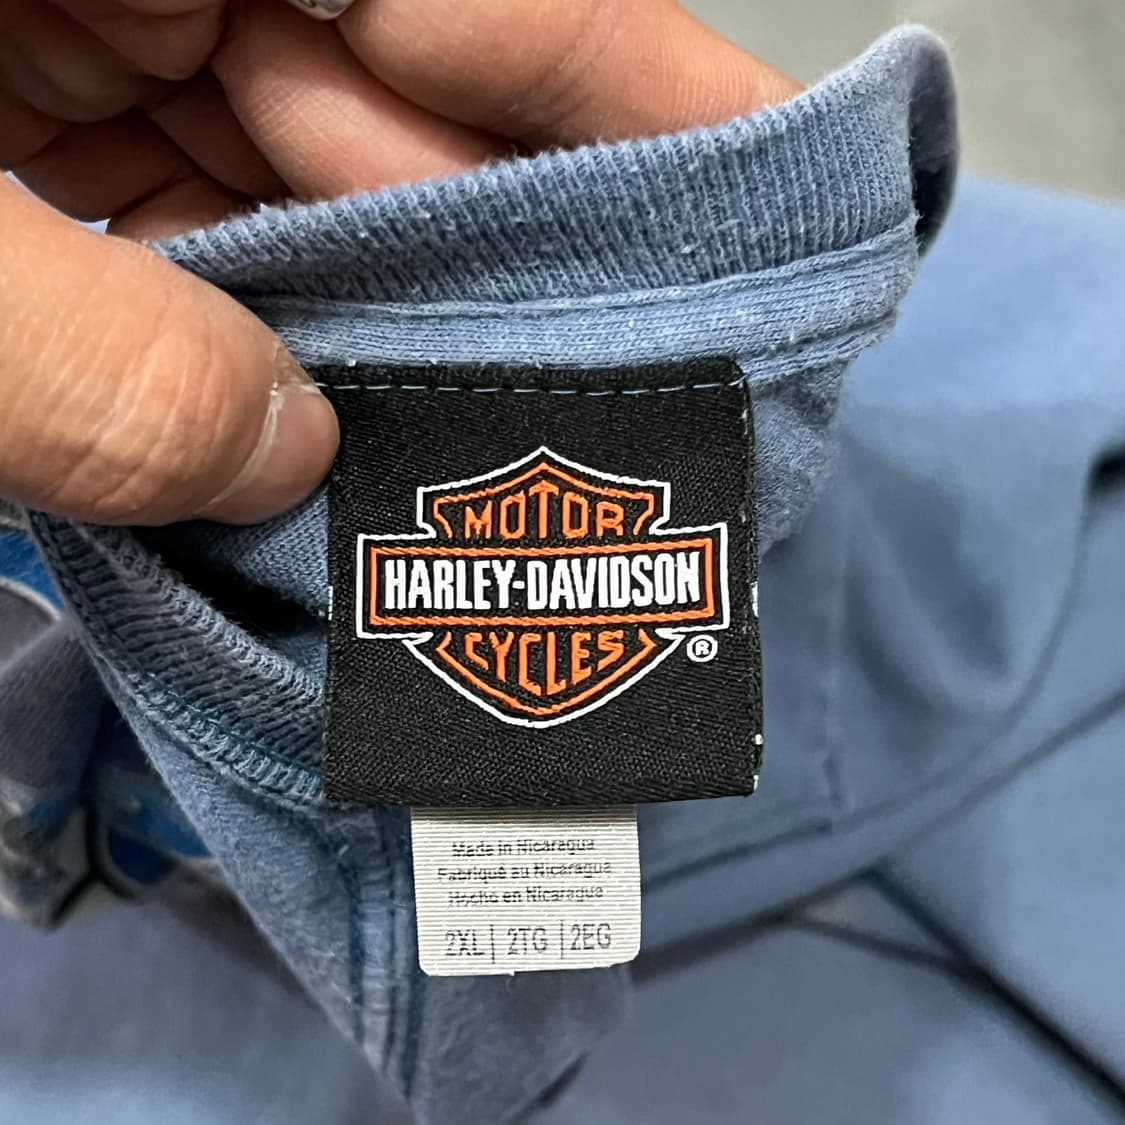 MOTOR
HARLEY-DAVIDSON
CYCLES
®
Made in Nicaragua
Fabriqué au Nicaragua
Hecho en Nicaragua
2XL | 2TG | 2EG